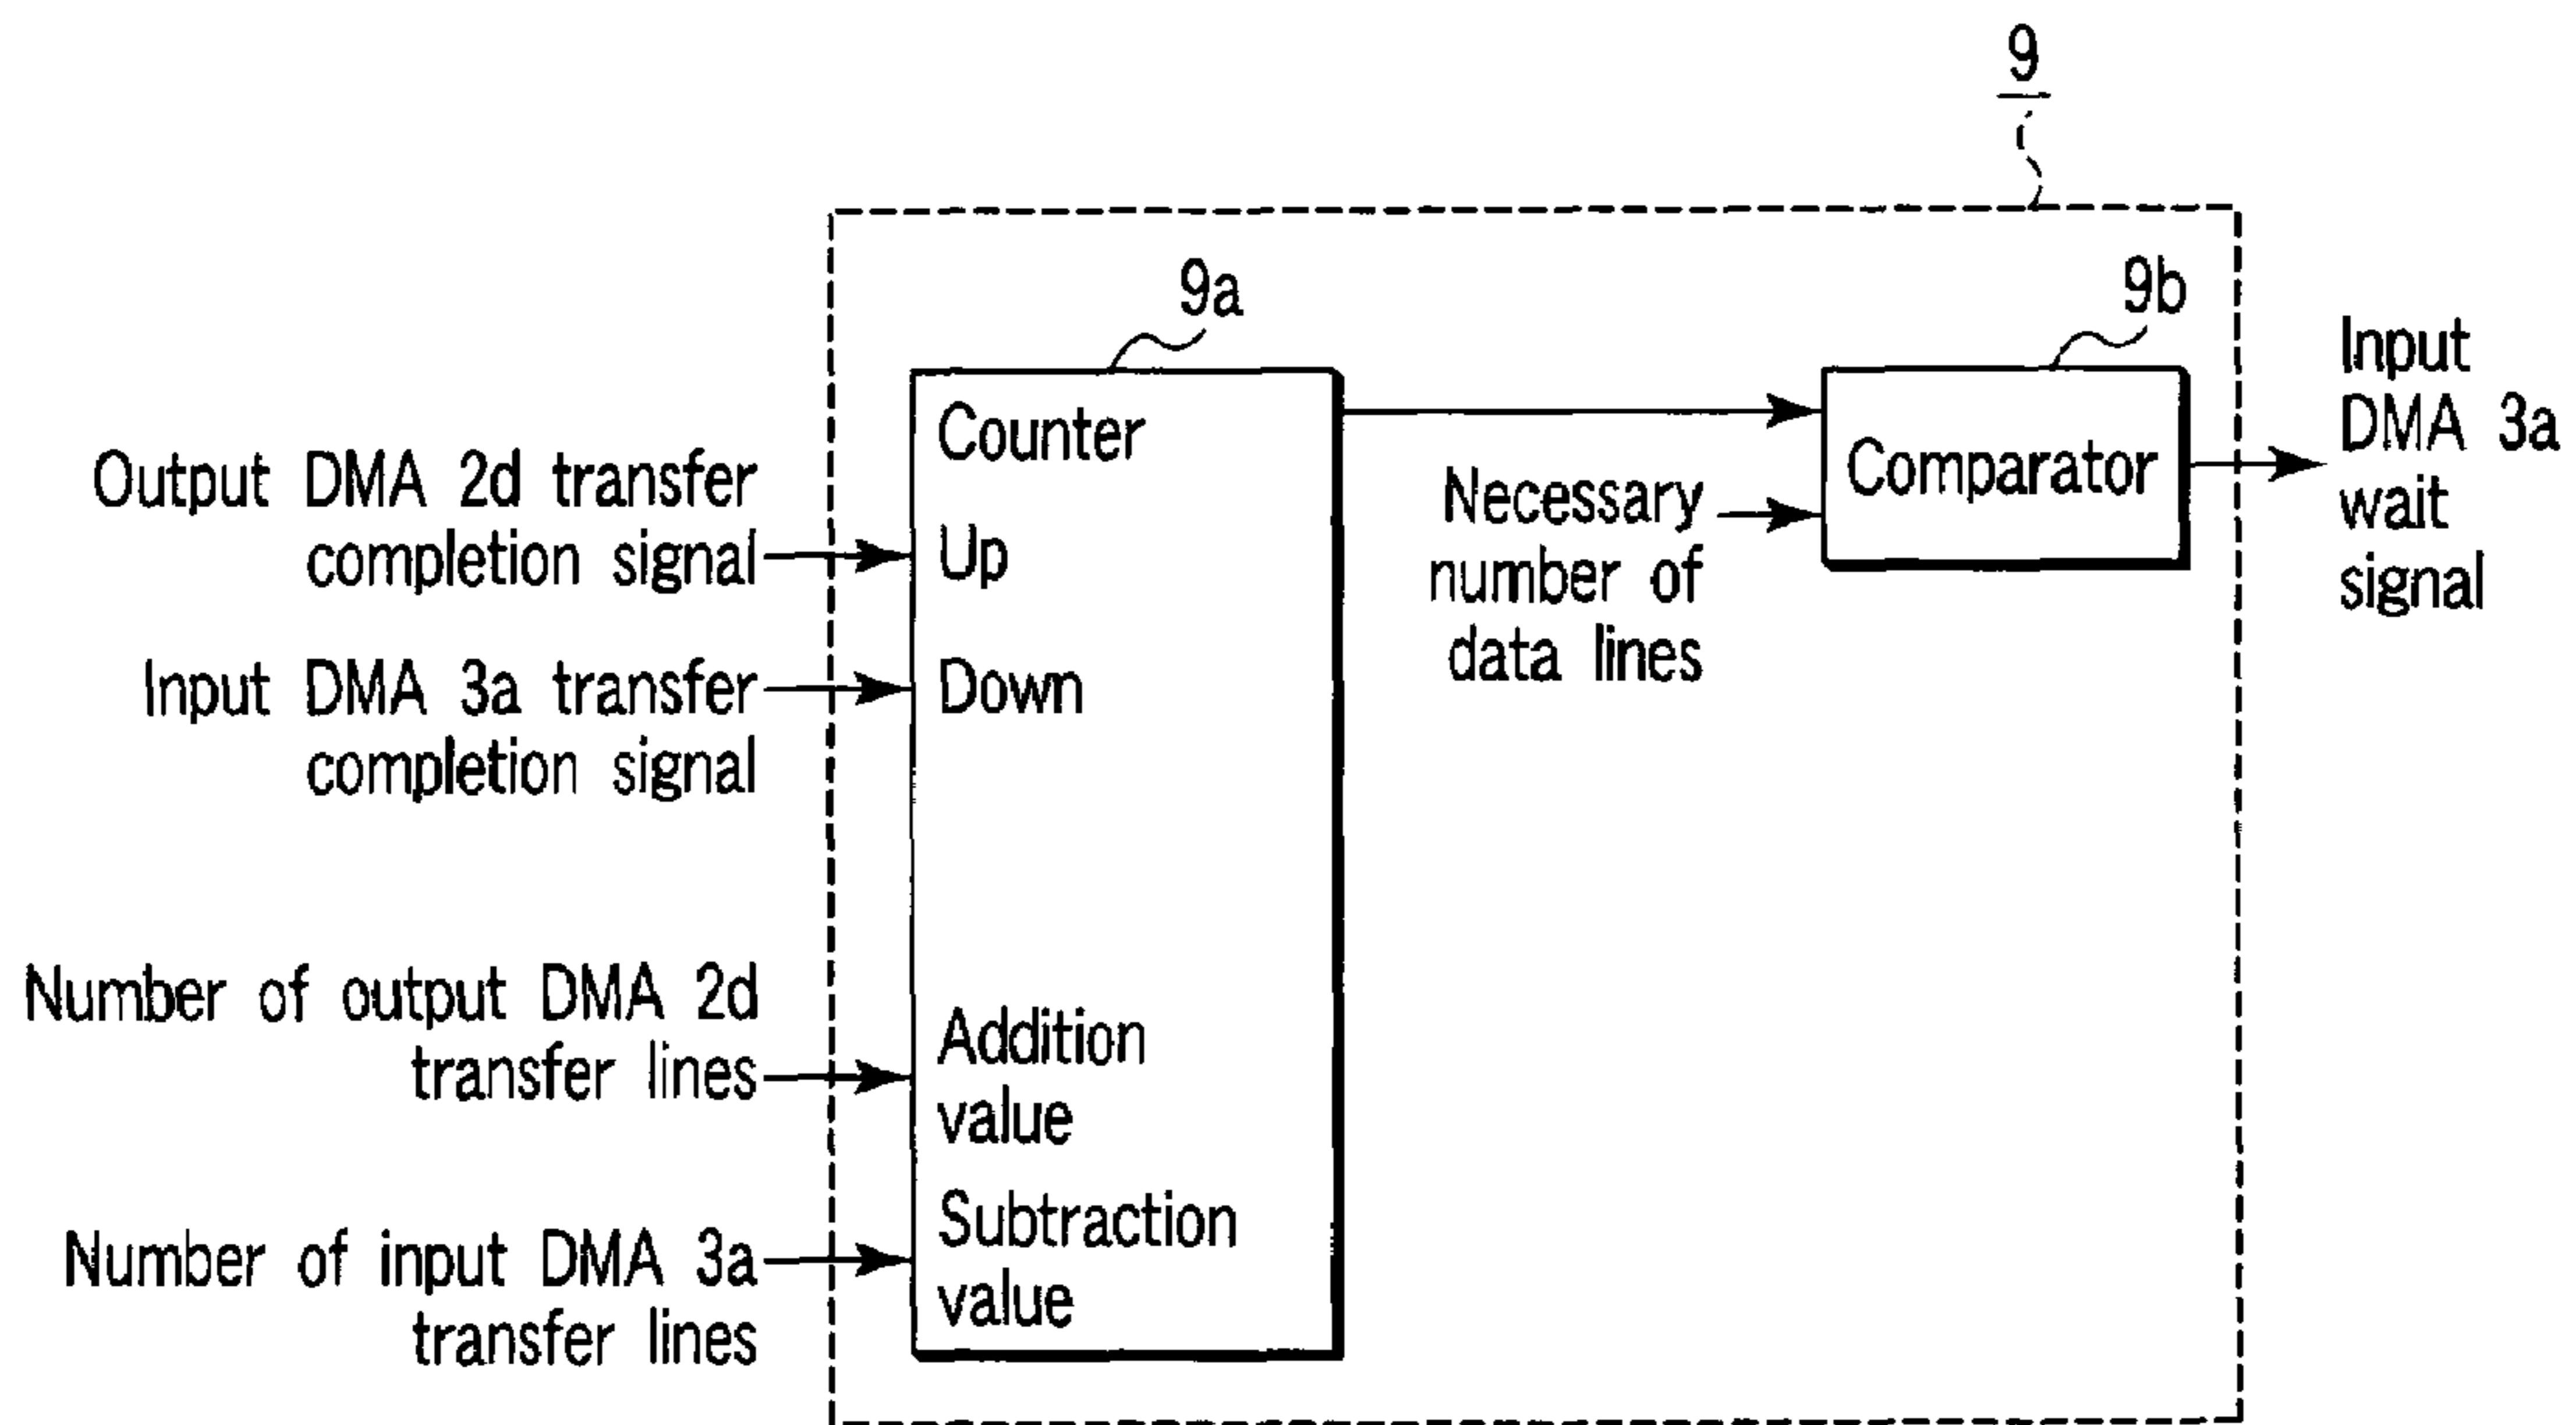 9
9a
9b
Counter
Up
Down
Addition
value
Subtraction
value
Output DMA 2d transfer
completion signal
Input DMA 3a transfer
completion signal
Number of output DMA 2d
transfer lines
Number of input DMA 3a
transfer lines
Necessary
number of
data lines
Comparator
Input
DMA 3a
wait
signal